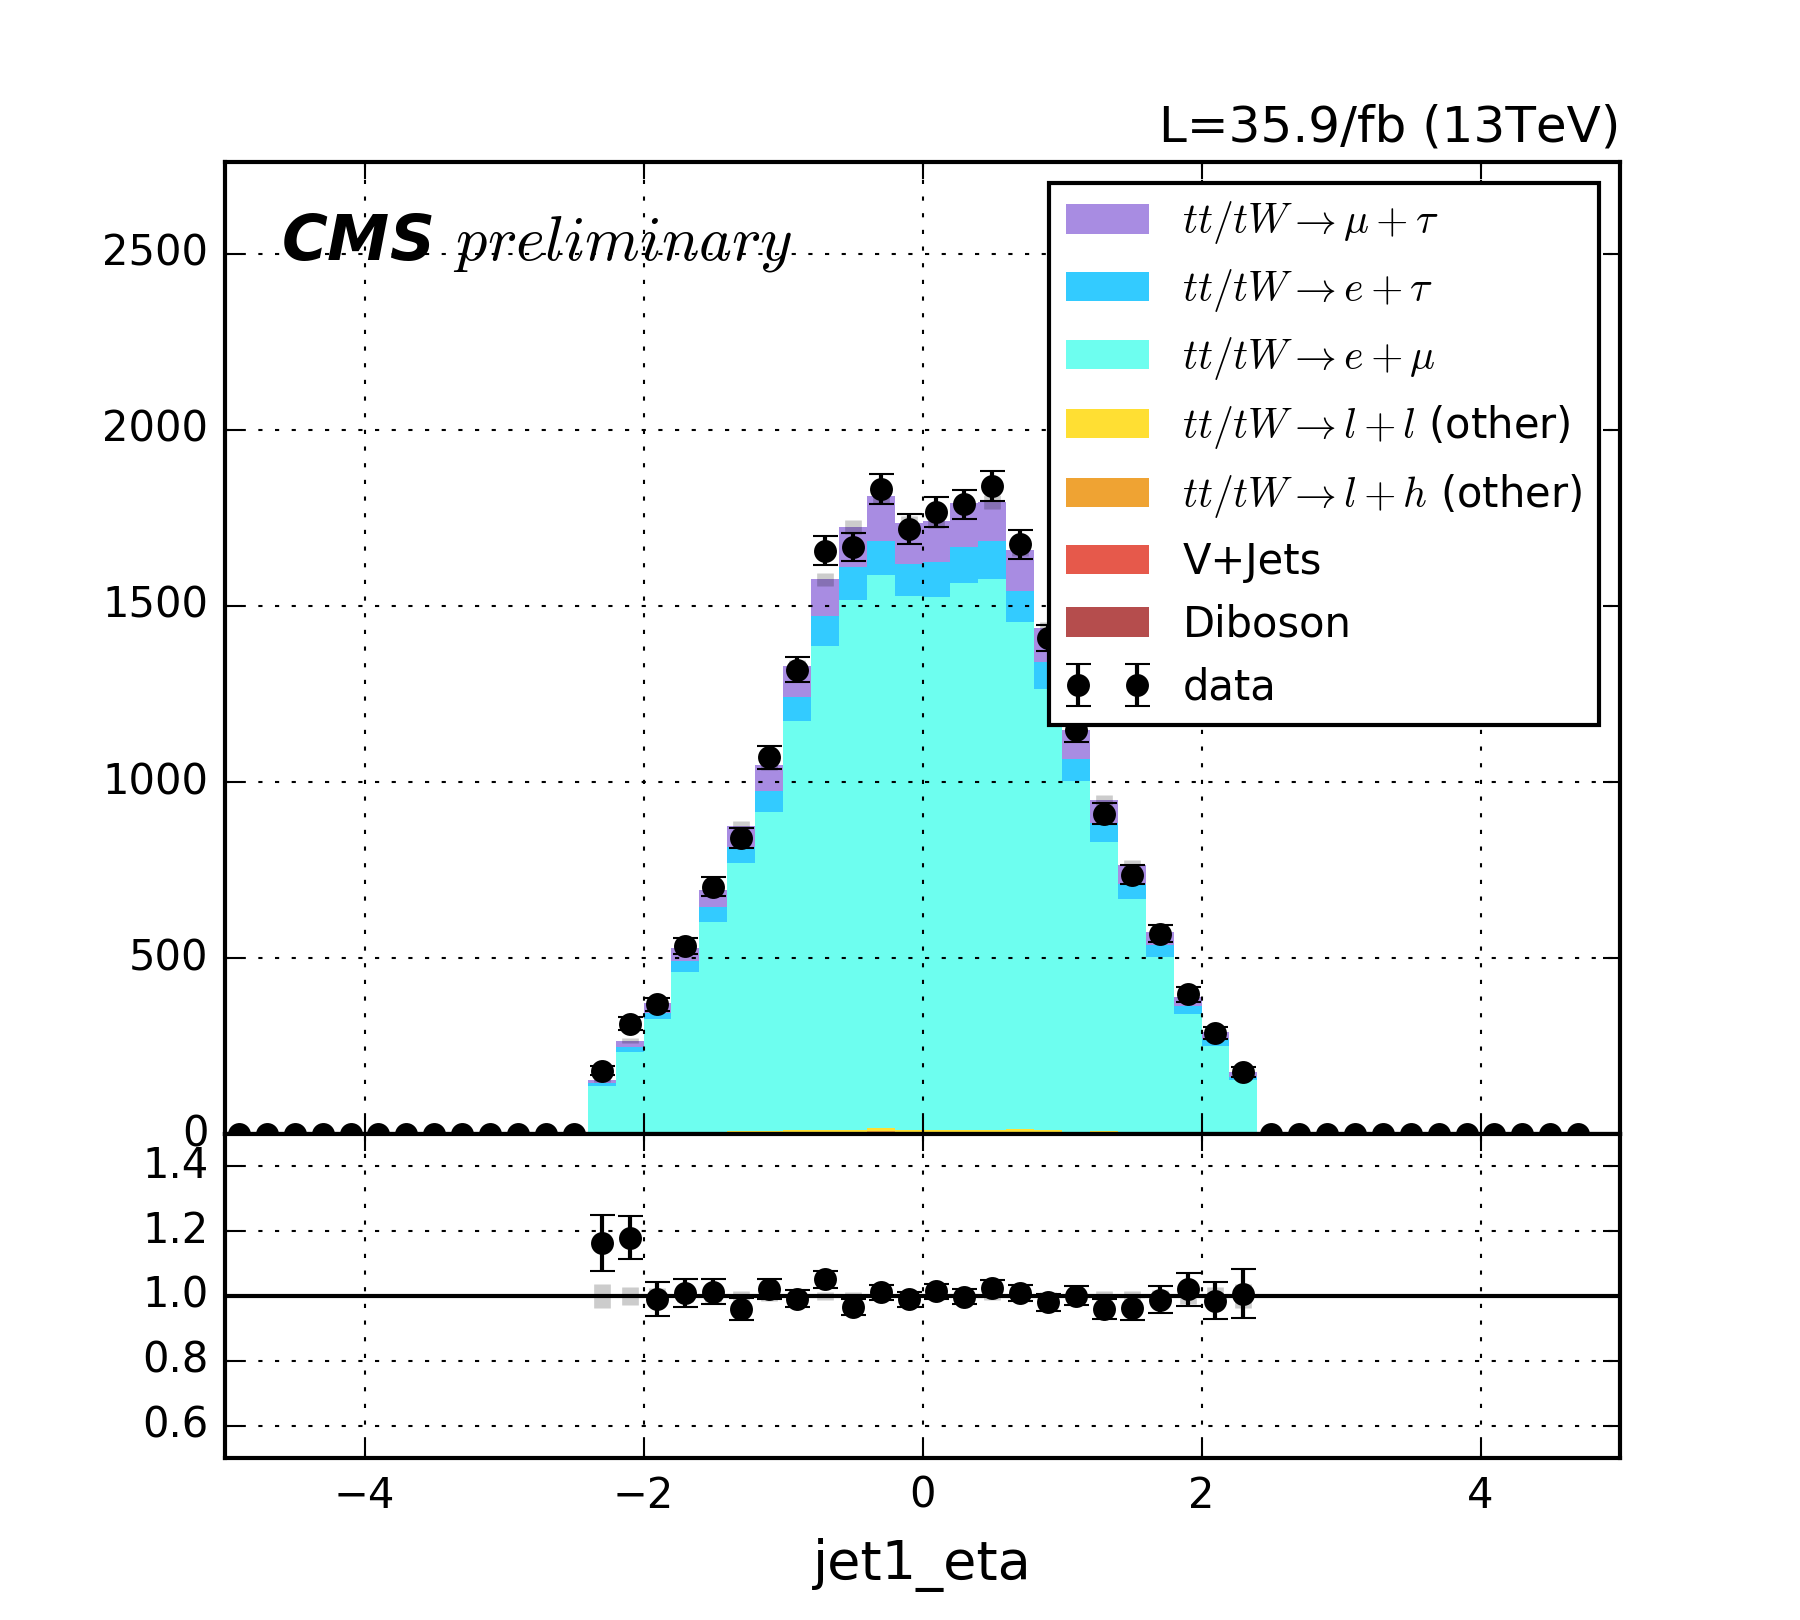 L=35.9/fb (13TeV)
CMS preliminary
tt/tW→μ+τ
tt/tW→e+τ
tt/tW→e+μ
tt/tW→l+l (other)
tt/tW→l+h (other)
V+Jets
Diboson
data
2500
2000
1500
1000
500
0
1.4
1.2
1.0
0.8
0.6
−4 −2 0 2 4
jet1_eta